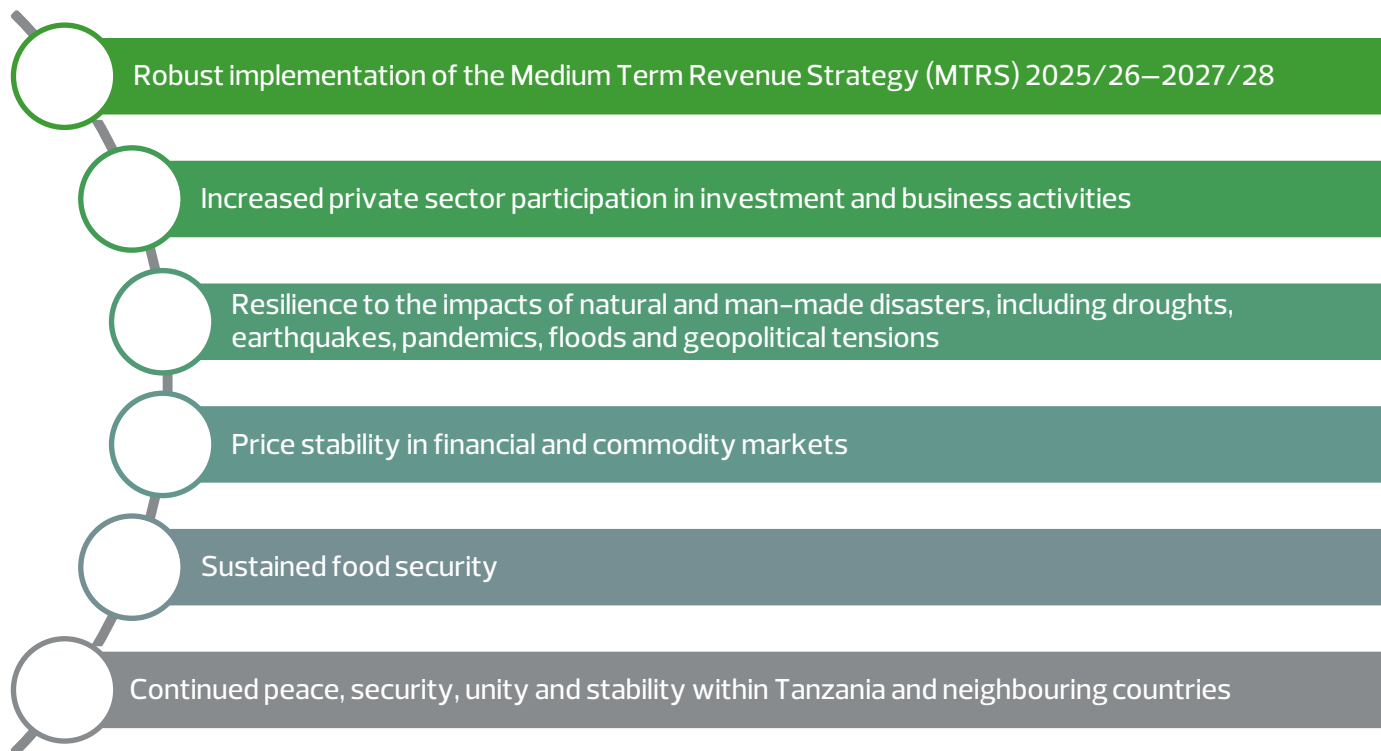 Robust implementation of the Medium Term Revenue Strategy (MTRS) 2025/26–2027/28
Increased private sector participation in investment and business activities
Resilience to the impacts of natural and man-made disasters, including droughts,
earthquakes, pandemics, floods and geopolitical tensions
Price stability in financial and commodity markets
Sustained food security
Continued peace, security, unity and stability within Tanzania and neighbouring countries